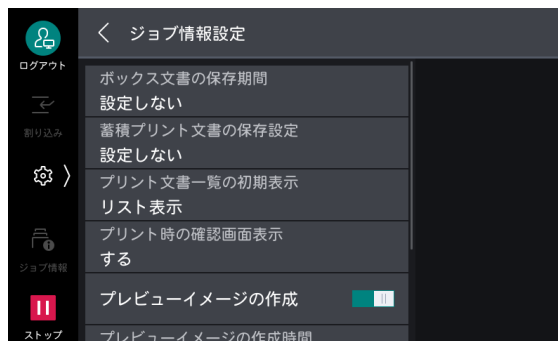 ログアウト
割り込み
ジョブ情報
ストップ
ジョブ情報設定
ボックス文書の保存期間
設定しない
蓄積プリント文書の保存設定
設定しない
プリント文書一覧の初期表示
リスト表示
プリント時の確認画面表示
する
プレビューイメージの作成
プレビューイメージの作成時間